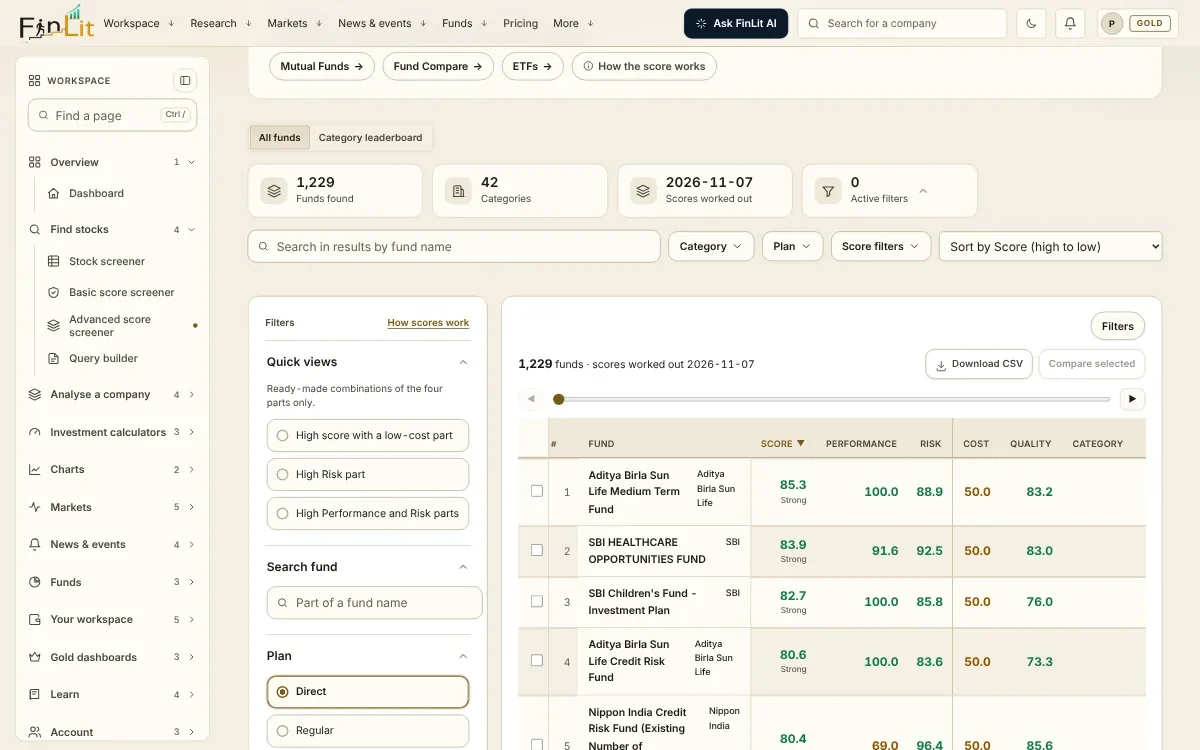 FinLit
Workspace
Research
Markets
News & events
Funds
Pricing
More
Ask FinLit AI
Search for a company
P
GOLD
WORKSPACE
Find a page
Ctrl /
Overview 1
Dashboard
Find stocks 4
Stock screener
Basic score screener
Advanced score
screener
Query builder
Analyse a company 4
Investment calculators 3
Charts 2
Markets 5
News & events 4
Funds 3
Your workspace 5
Gold dashboards 3
Learn 4
Account 3
Mutual Funds →
Fund Compare →
ETFs →
How the score works
All funds
Category leaderboard
1,229
Funds found
42
Categories
2026-11-07
Scores worked out
0
Active filters
Search in results by fund name
Category
Plan
Score filters
Sort by Score (high to low)
Filters
How scores work
Quick views
Ready-made combinations of the four
parts only.
High score with a low-cost part
High Risk part
High Performance and Risk parts
Search fund
Part of a fund name
Plan
Direct
Regular
Filters
1,229 funds · scores worked out 2026-11-07
Download CSV
Compare selected
# FUND SCORE ▼ PERFORMANCE RISK COST QUALITY CATEGORY
1
Aditya Birla Sun
Life Medium Term
Fund
Aditya
Birla Sun
Life
85.3
Strong
100.0 88.9 50.0 83.2
2
SBI HEALTHCARE
OPPORTUNITIES FUND
SBI
83.9
Strong
91.6 92.5 50.0 83.0
3
SBI Children's Fund -
Investment Plan
SBI
82.7
Strong
100.0 85.8 50.0 76.0
4
Aditya Birla Sun
Life Credit Risk
Fund
Aditya
Birla Sun
Life
80.6
Strong
100.0 83.6 50.0 73.3
5
Nippon India Credit
Risk Fund (Existing
Number of
Nippon
India
80.4
69.0 96.4 50.0 85.6